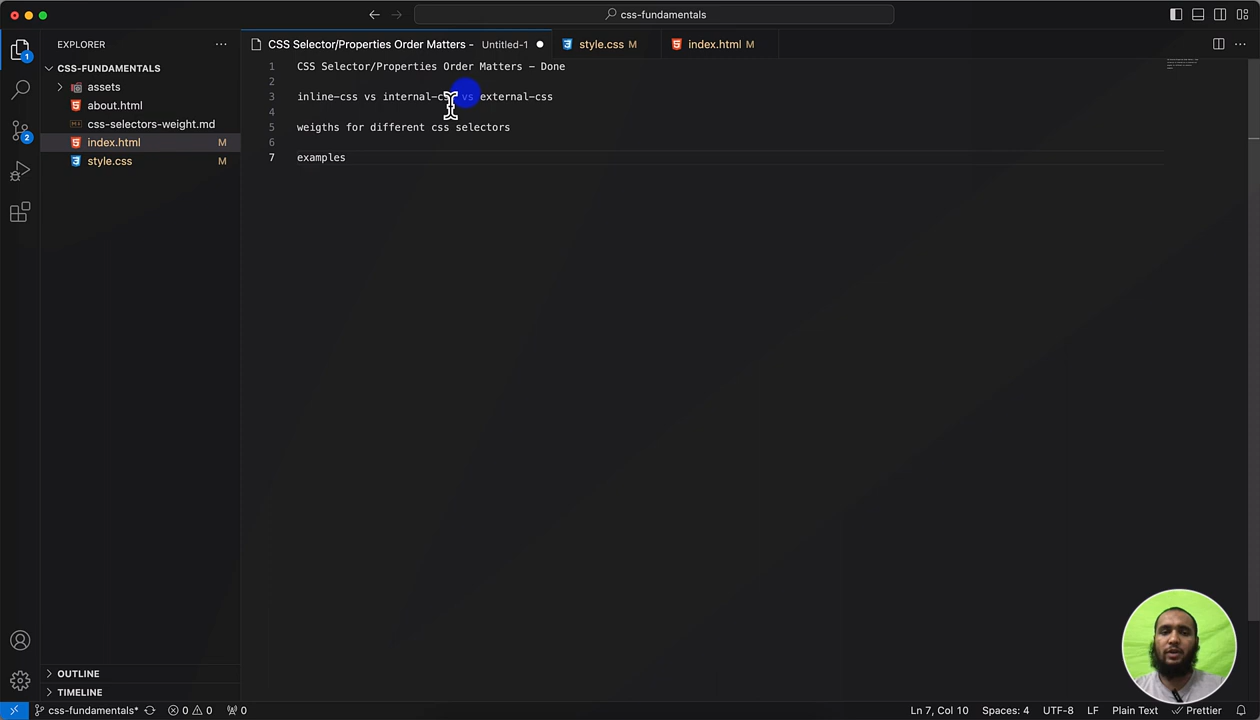 css-fundamentals
EXPLORER
CSS Selector/Properties Order Matters - Untitled-1
style.css M
index.html M
CSS-FUNDAMENTALS
assets
about.html
css-selectors-weight.md
index.html M
style.css M
1
2
1 CSS Selector/Properties Order Matters - Done
2
3 inline-css vs internal-css vs external-css
4
5 weigths for different css selectors
6
7 examples
OUTLINE
TIMELINE
css-fundamentals* 0 0 0 Ln 7, Col 10 Spaces: 4 UTF-8 LF Plain Text Prettier